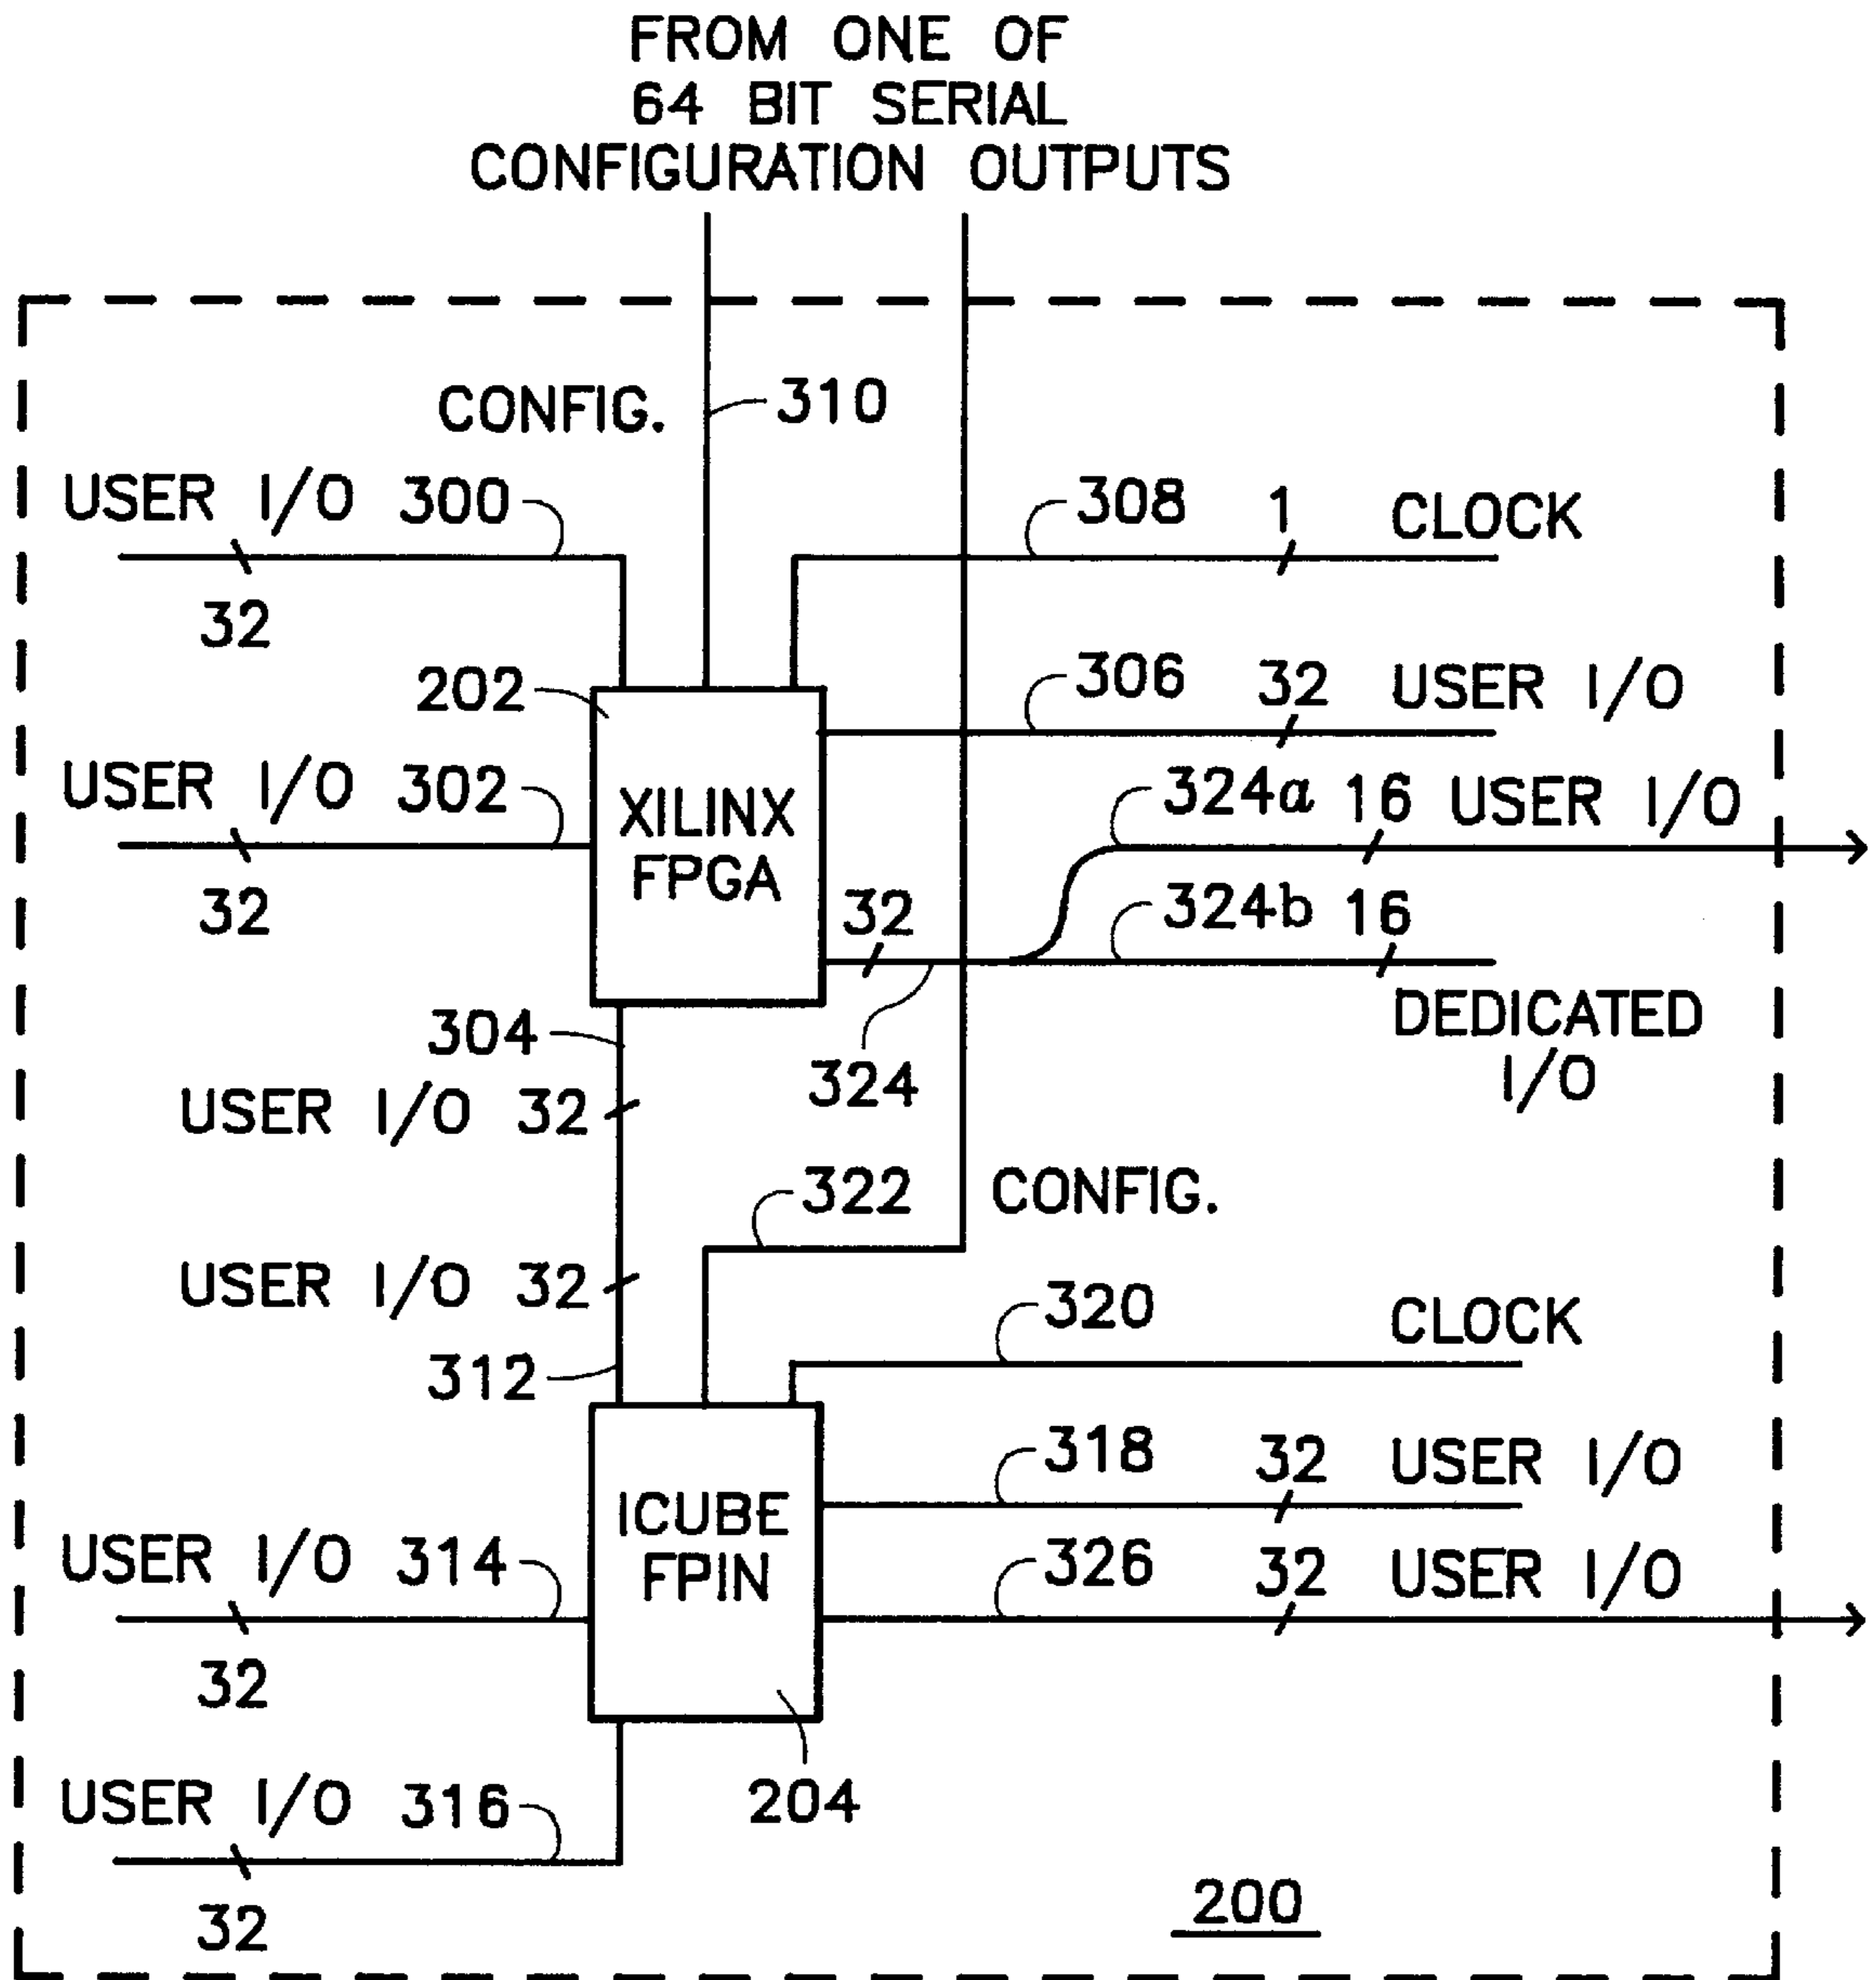 FROM ONE OF
64 BIT SERIAL
CONFIGURATION OUTPUTS
CONFIG.
310
USER I/O 300
308 1 CLOCK
32
202
306 32 USER I/O
USER I/O 302
XILINX
FPGA
324a 16 USER I/O
32
32
324b 16
DEDICATED
I/O
304
324
USER I/O 32
322 CONFIG.
USER I/O 32
320 CLOCK
312
318 32 USER I/O
ICUBE
FPIN
USER I/O 314
326 32 USER I/O
32
204
USER I/O 316
32
200